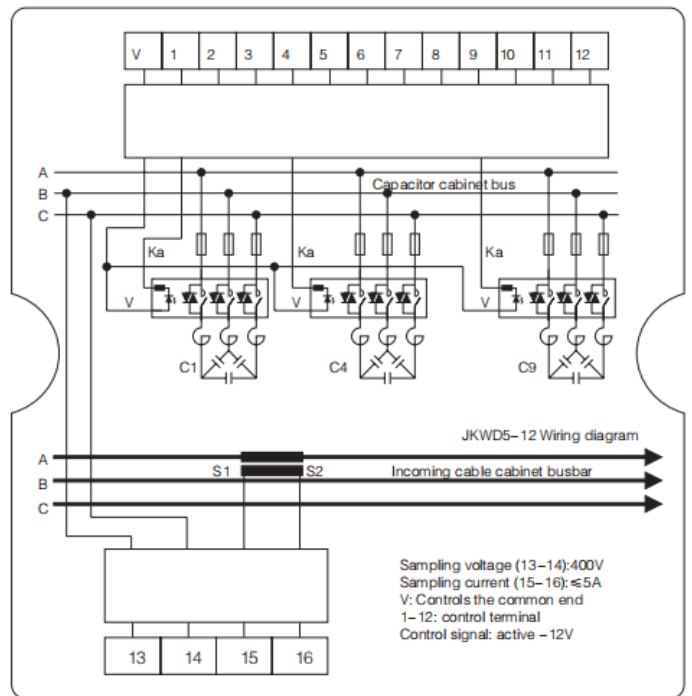 V 1 2 3 4 5 6 7 8 9 10 11 12
A
Capacitor cabinet bus
B
C
Ka Ka Ka
V V V
C1 C4 C9
JKWD5-12 Wiring diagram
A
S1 S2 Incoming cable cabinet busbar
B
C
Sampling voltage (13-14):400V
Sampling current (15-16):≤5A
V: Controls the common end
1-12: control terminal
Control signal: active -12V
13 14 15 16